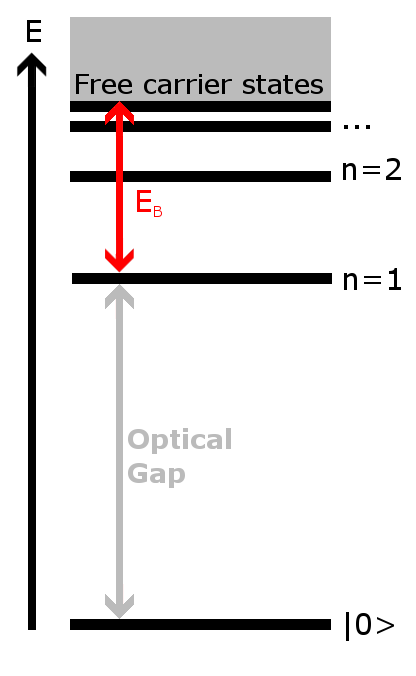 E
Free carrier states
...
n=2
E_B
n=1
Optical
Gap
|0>